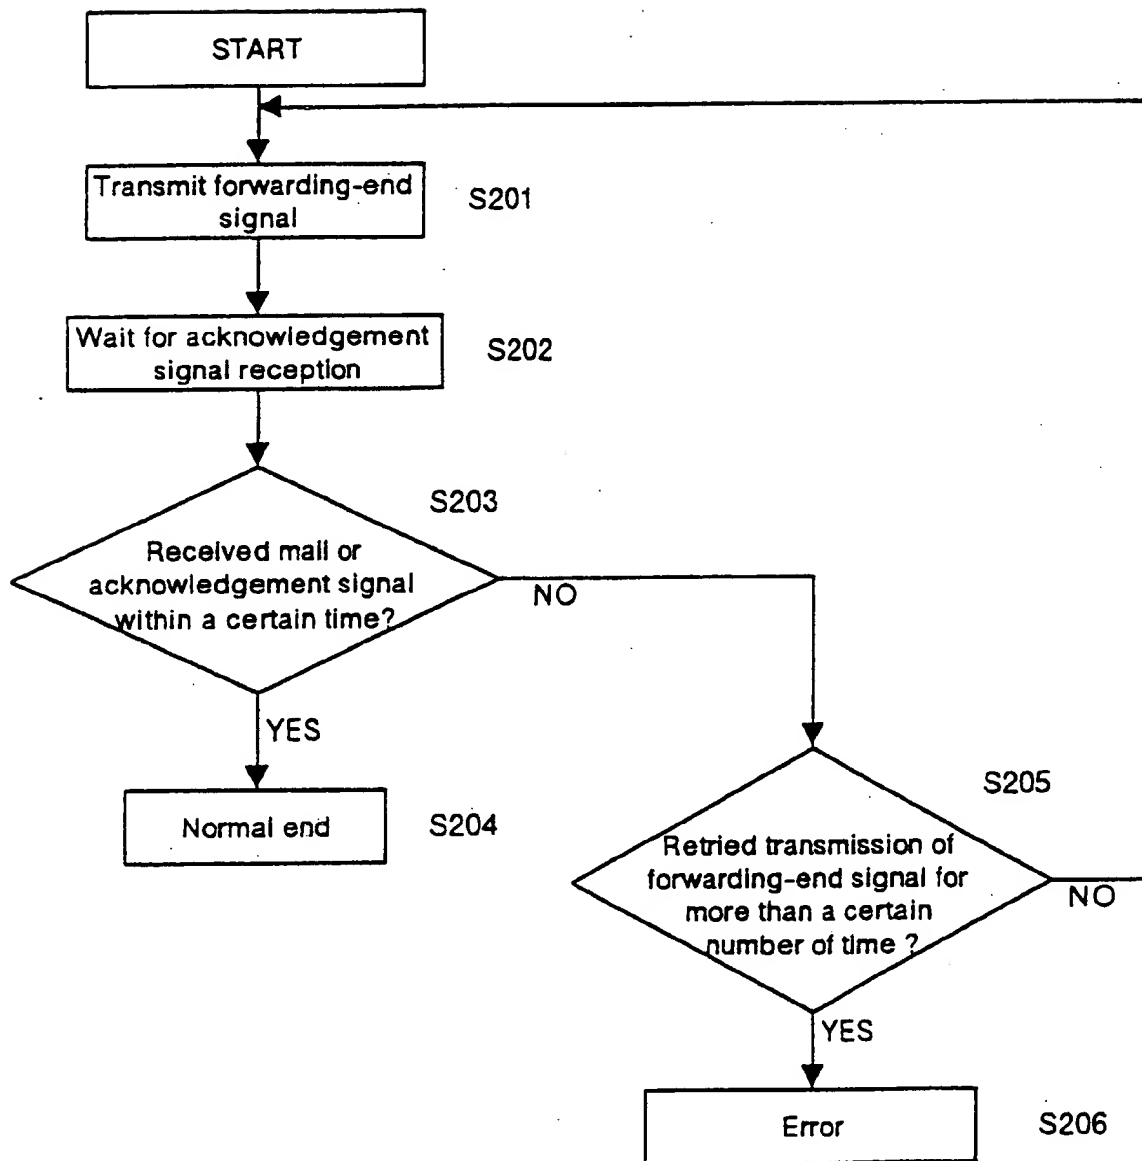 START
Transmit forwarding-end
signal
S201
Wait for acknowledgement
signal reception
S202
S203
Received mail or
acknowledgement signal
within a certain time?
NO
YES
Normal end
S204
S205
Retried transmission of
forwarding-end signal for
more than a certain
number of time ?
NO
YES
Error
S206